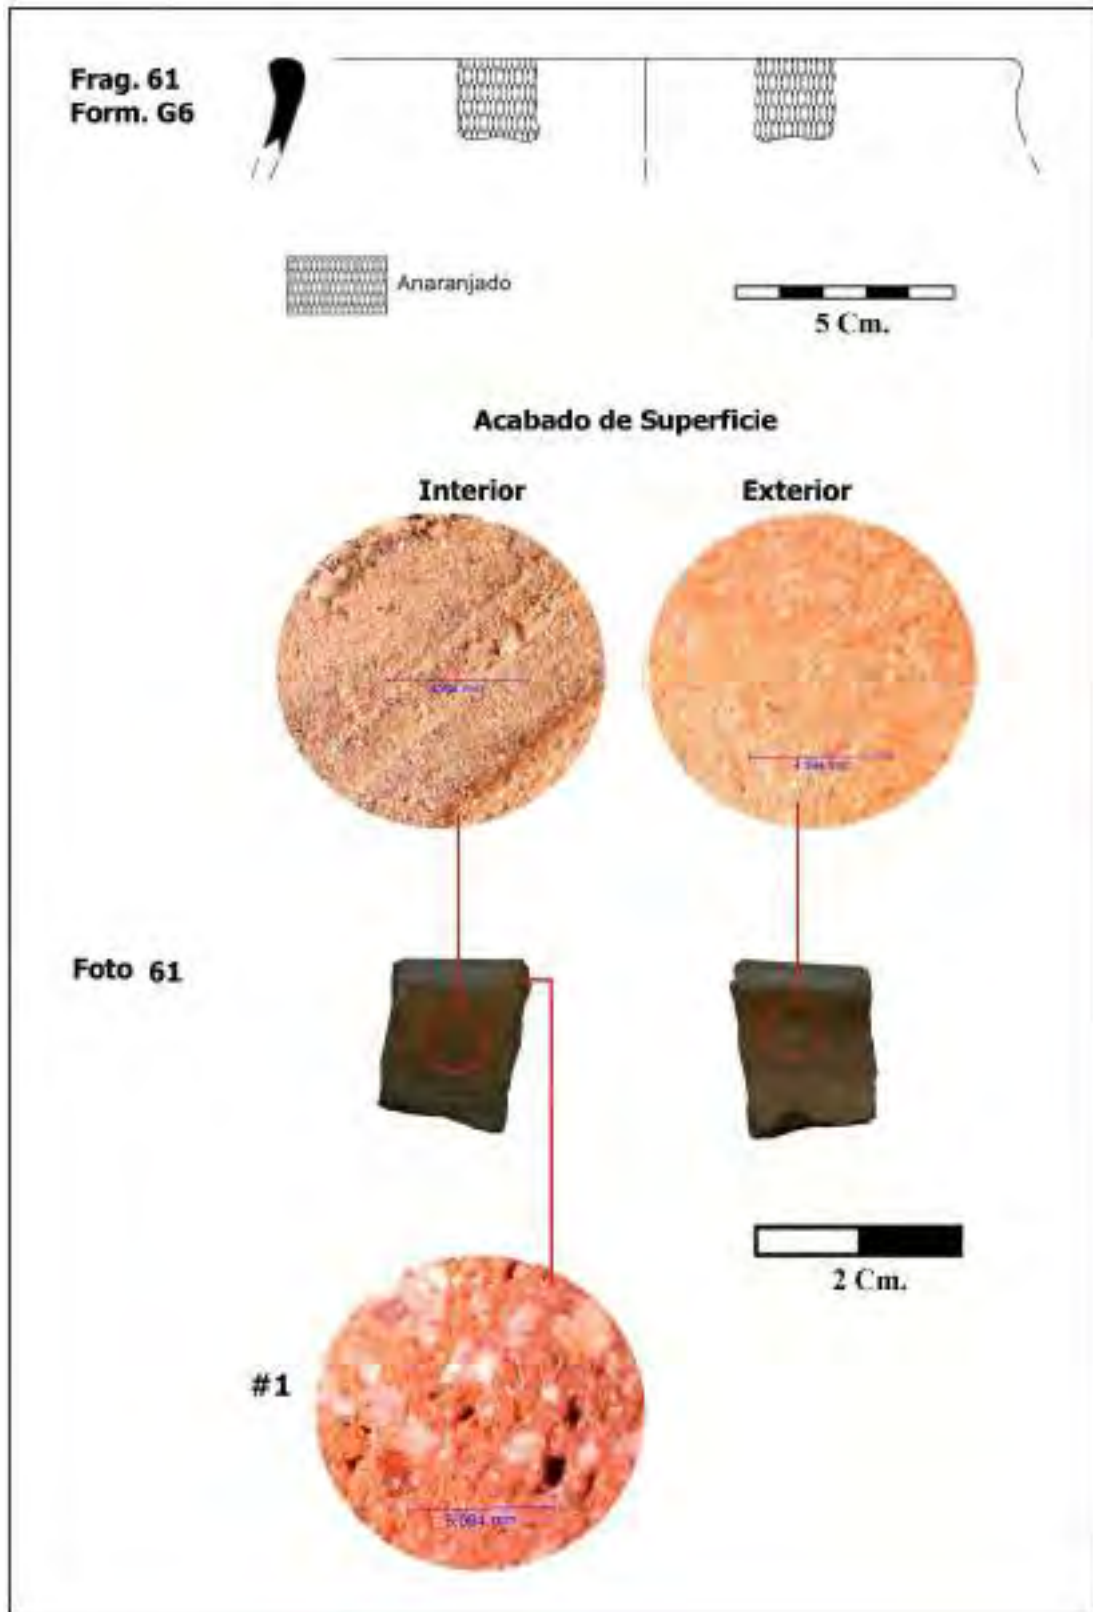 Frag. 61
Form. G6
Anaranjado
5 Cm.
Acabado de Superficie
Interior
Exterior
Foto 61
2 Cm.
#1